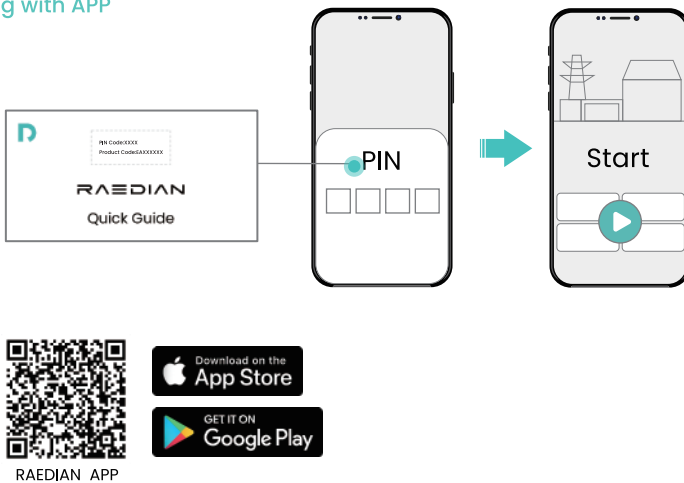 g with APP
PIN Code:XXXX
Product Code:EAXXXXXX
RAEDIAN
Quick Guide
PIN
Start
Download on the
App Store
GET IT ON
Google Play
RAEDIAN APP